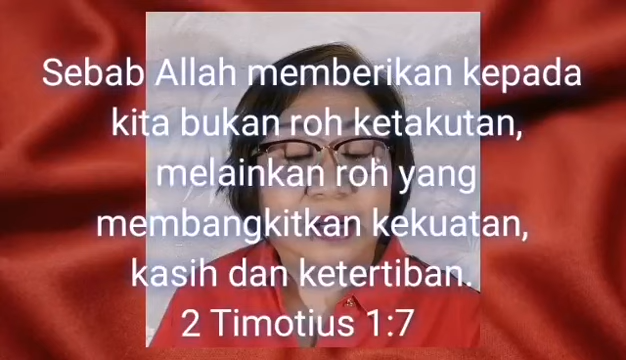 Sebab Allah memberikan kepada
kita bukan roh ketakutan,
melainkan roh yang
membangkitkan kekuatan,
kasih dan ketertiban.
2 Timotius 1:7